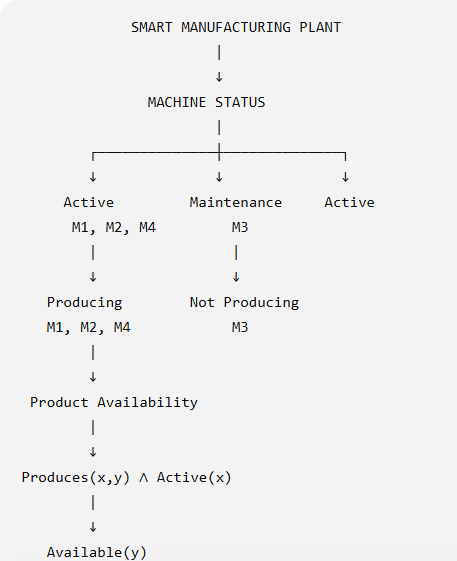 SMART MANUFACTURING PLANT
MACHINE STATUS
Active Maintenance Active
M1, M2, M4 M3
Producing Not Producing
M1, M2, M4 M3
Product Availability
Produces(x,y) ∧ Active(x)
Available(y)